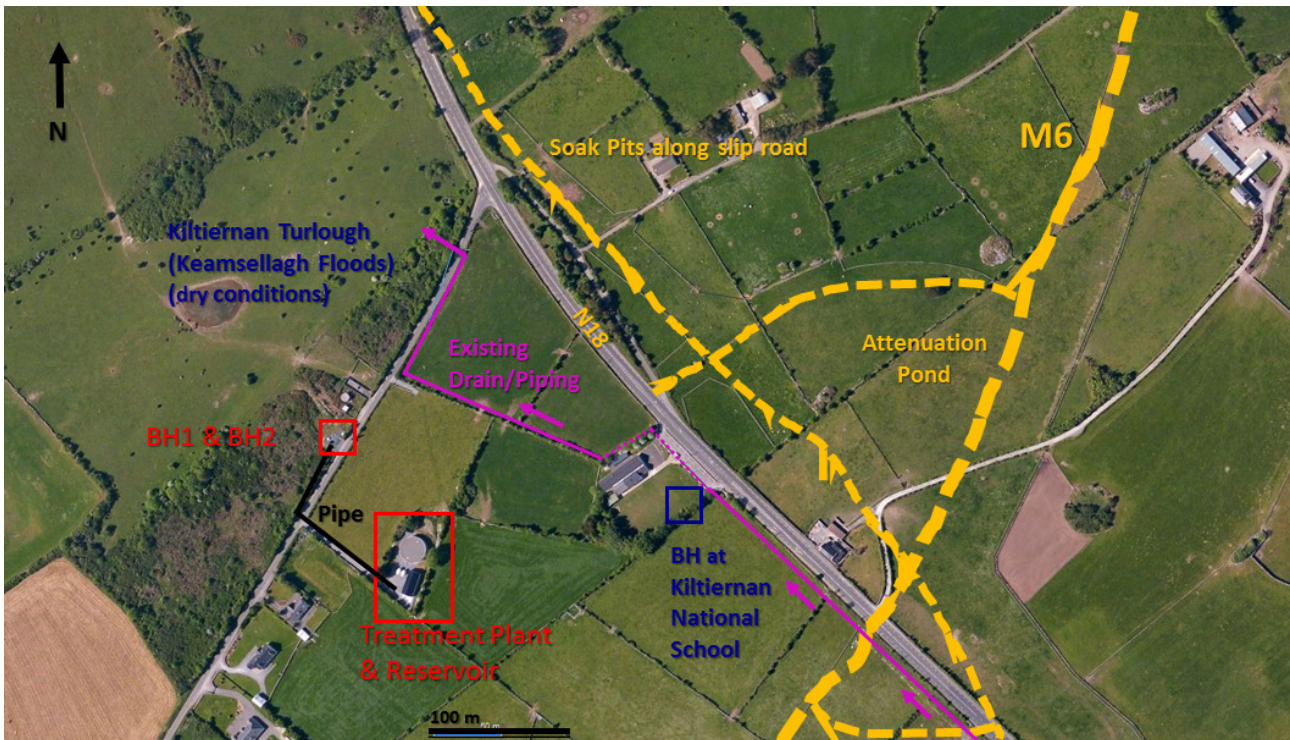 N
M6
Soak Pits along slip road
Kiltiernan Turlough
(Keamsellagh Floods)
(dry conditions)
N18
Existing
Drain/Piping
Attenuation
Pond
BH1 & BH2
Pipe
BH at
Kiltiernan
National
School
Treatment Plant
& Reservoir
100 m
50 m